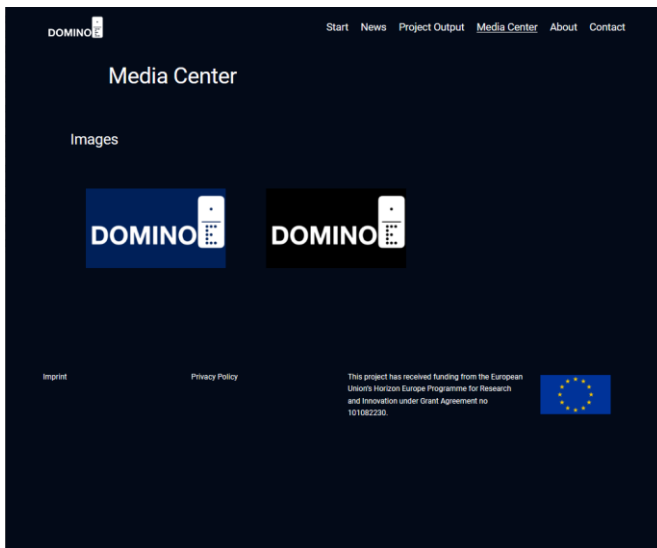 DOMINO E
Start News Project Output Media Center About Contact
Media Center
Images
DOMINO E
DOMINO E
Imprint
Privacy Policy
This project has received funding from the European
Union's Horizon Europe Programme for Research
and Innovation under Grant Agreement no
101082230.